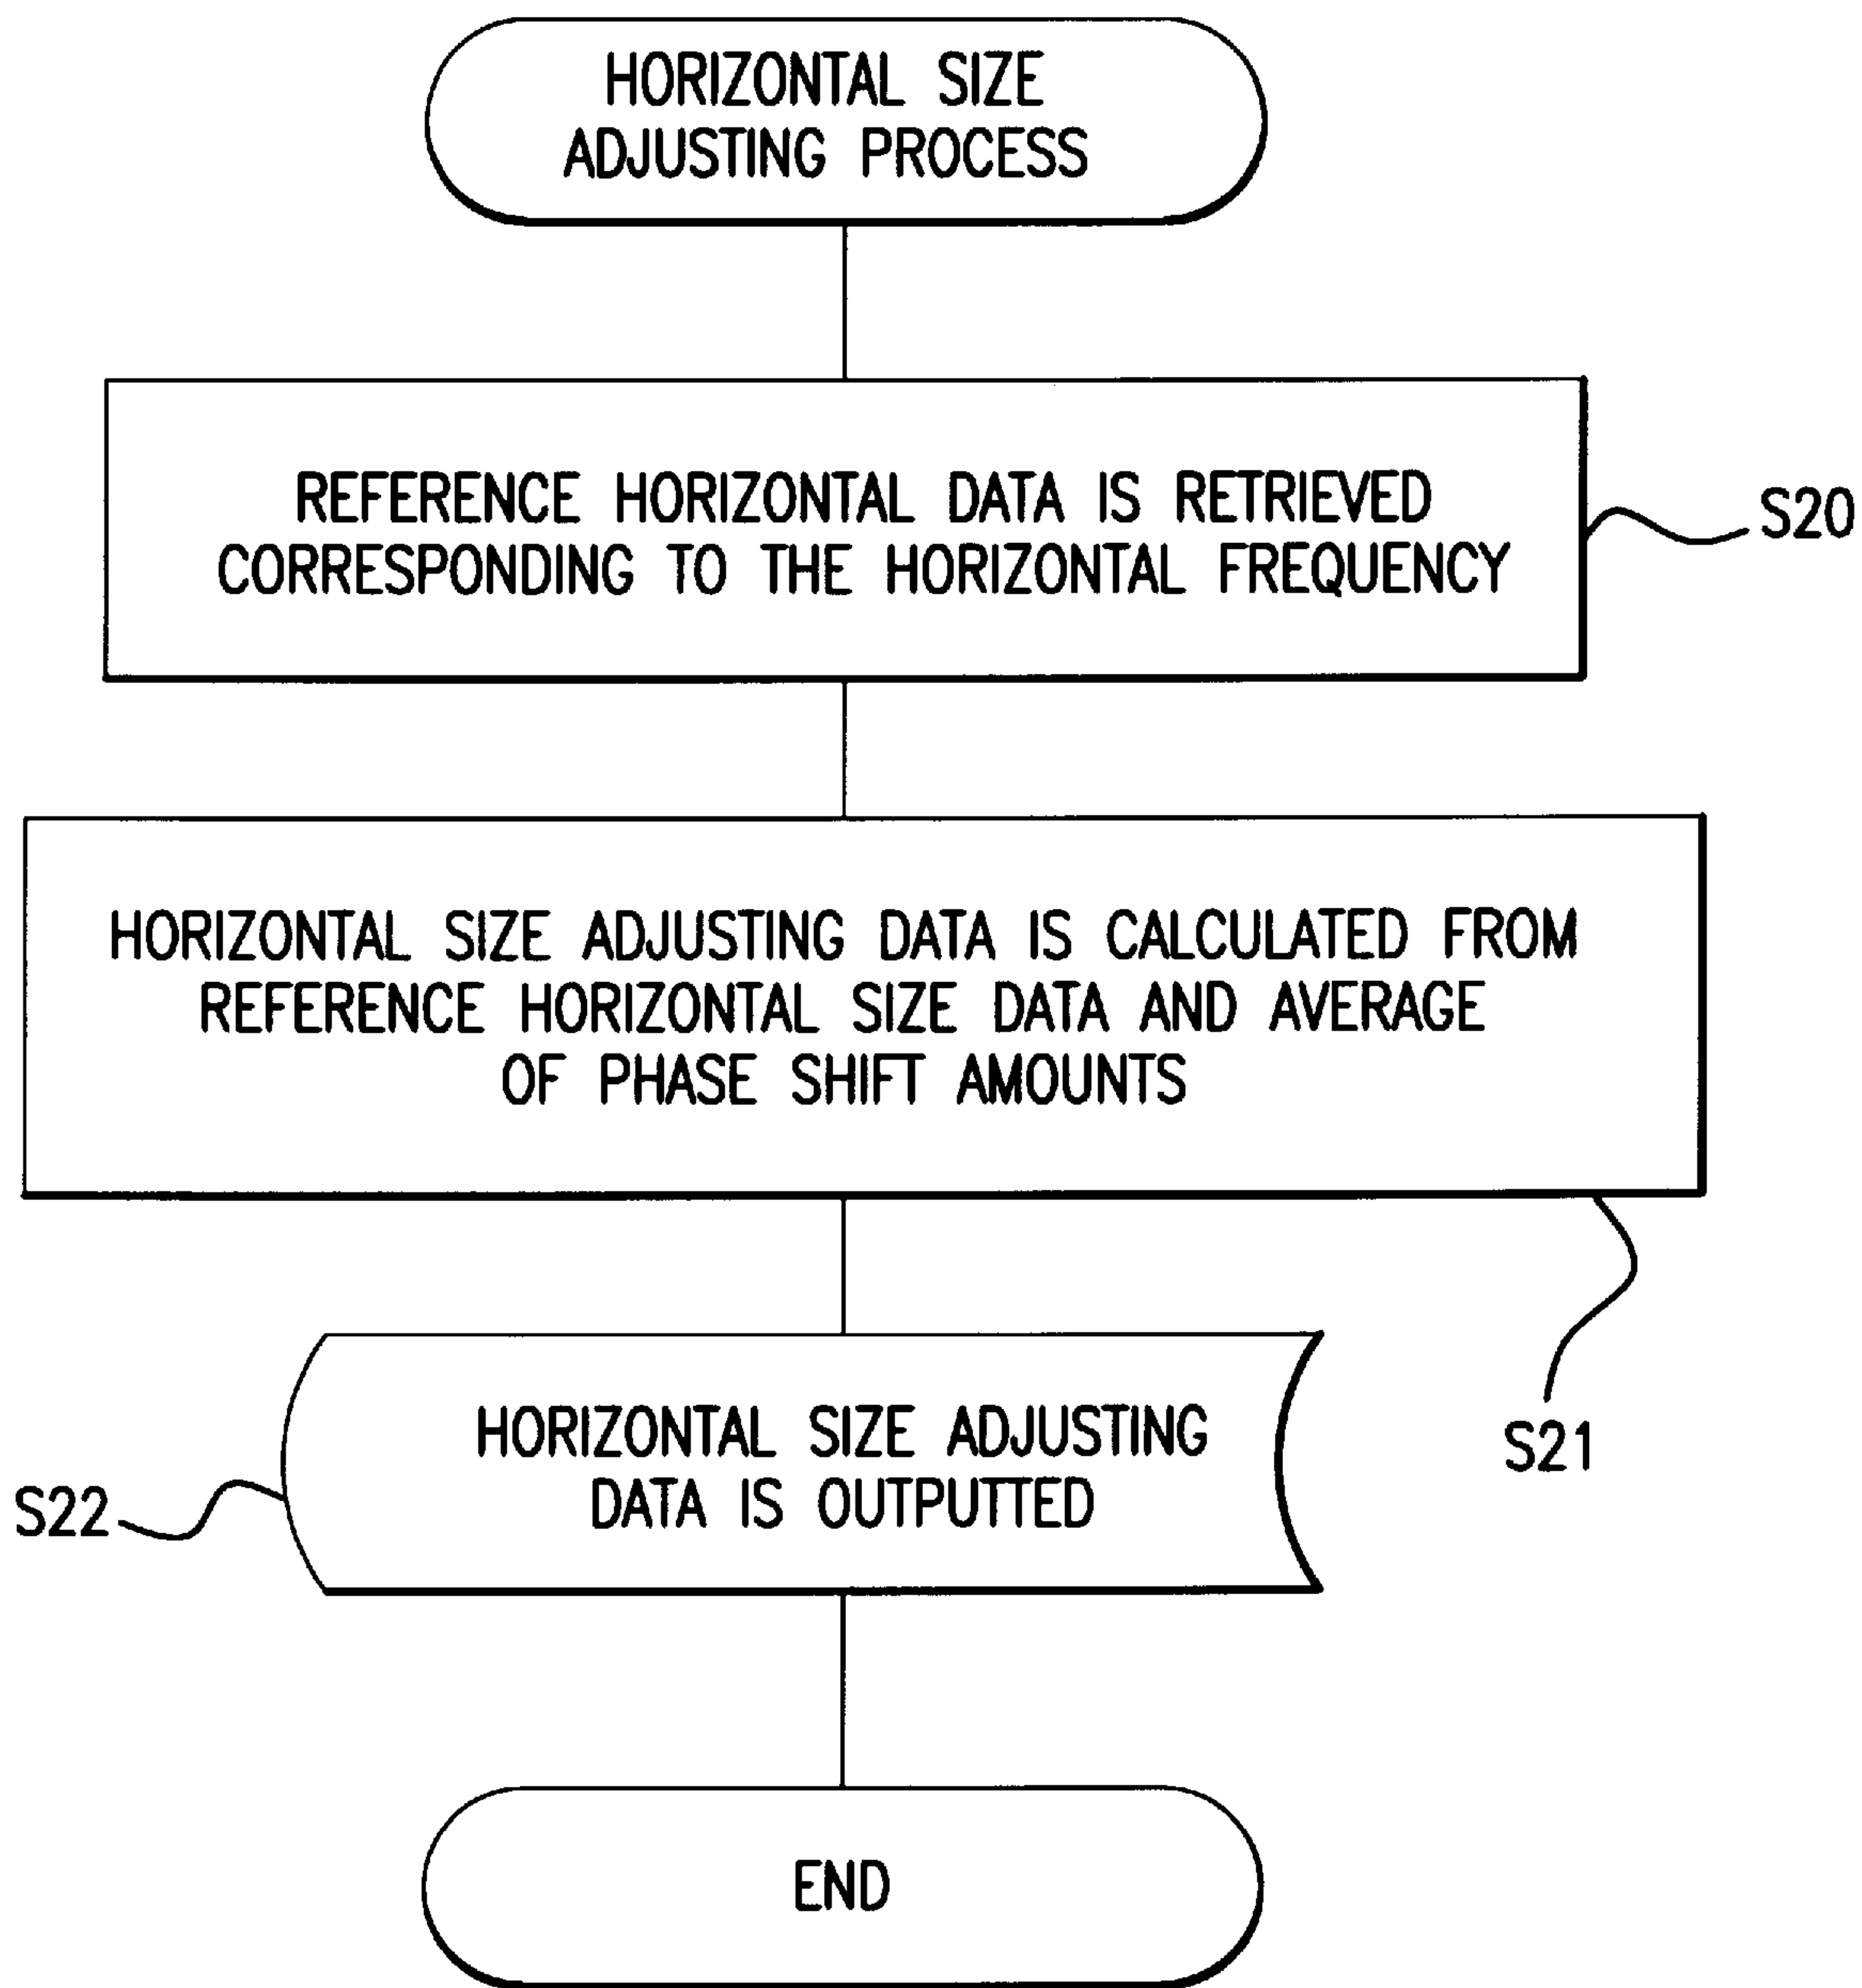 HORIZONTAL SIZE
ADJUSTING PROCESS
REFERENCE HORIZONTAL DATA IS RETRIEVED
CORRESPONDING TO THE HORIZONTAL FREQUENCY
S20
HORIZONTAL SIZE ADJUSTING DATA IS CALCULATED FROM
REFERENCE HORIZONTAL SIZE DATA AND AVERAGE
OF PHASE SHIFT AMOUNTS
S21
HORIZONTAL SIZE ADJUSTING
DATA IS OUTPUTTED
S22
END